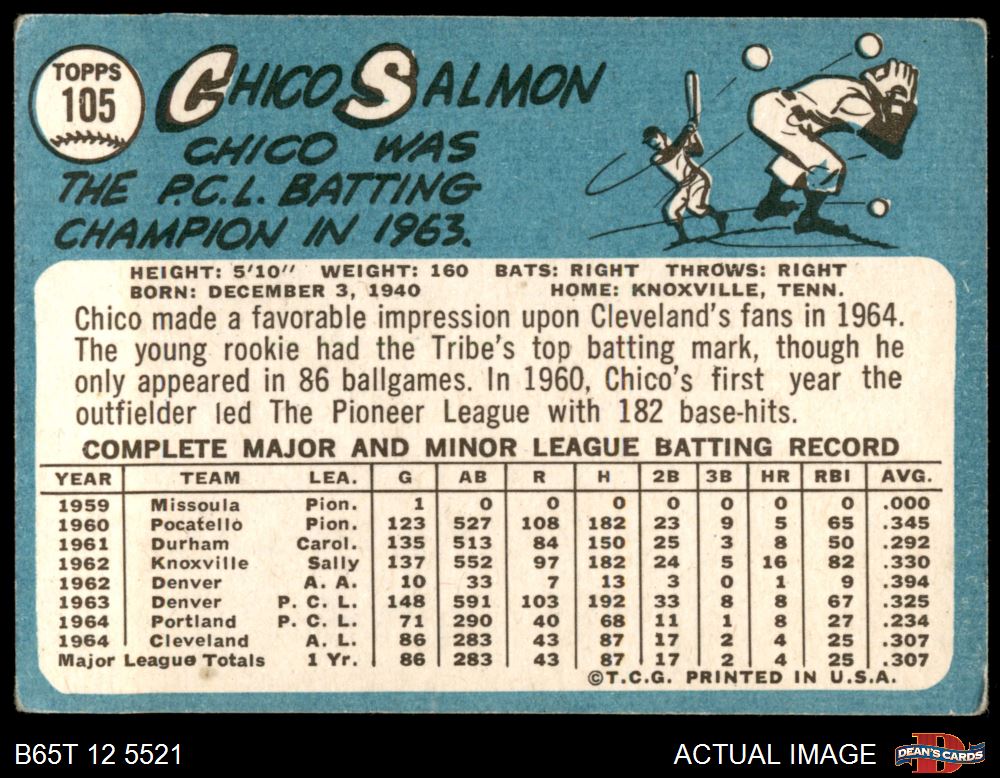 TOPPS
105
CHICO SALMON
CHICO WAS
THE P.C.L. BATTING
CHAMPION IN 1963.
HEIGHT: 5'10" WEIGHT: 160 BATS: RIGHT THROWS: RIGHT
BORN: DECEMBER 3, 1940 HOME: KNOXVILLE, TENN.
Chico made a favorable impression upon Cleveland's fans in 1964.
The young rookie had the Tribe's top batting mark, though he
only appeared in 86 ballgames. In 1960, Chico's first year the
outfielder led The Pioneer League with 182 base-hits.
COMPLETE MAJOR AND MINOR LEAGUE BATTING RECORD
YEAR TEAM LEA. G AB R H 2B 3B HR RBI AVG.
1959 Missoula Pion. 1 0 0 0 0 0 0 0 .000
1960 Pocatello Pion. 123 527 108 182 23 9 5 65 .345
1961 Durham Carol. 135 513 84 150 25 3 8 50 .292
1962 Knoxville Sally 137 552 97 182 24 5 16 82 .330
1962 Denver A. A. 10 33 7 13 3 0 1 9 .394
1963 Denver P. C. L. 148 591 103 192 33 8 8 67 .325
1964 Portland P. C. L. 71 290 40 68 11 1 8 27 .234
1964 Cleveland A. L. 86 283 43 87 17 2 4 25 .307
Major League Totals 1 Yr. 86 283 43 87 17 2 4 25 .307
©T.C.G. PRINTED IN U.S.A.
B65T 12 5521
ACTUAL IMAGE
DEAN'S CARDS